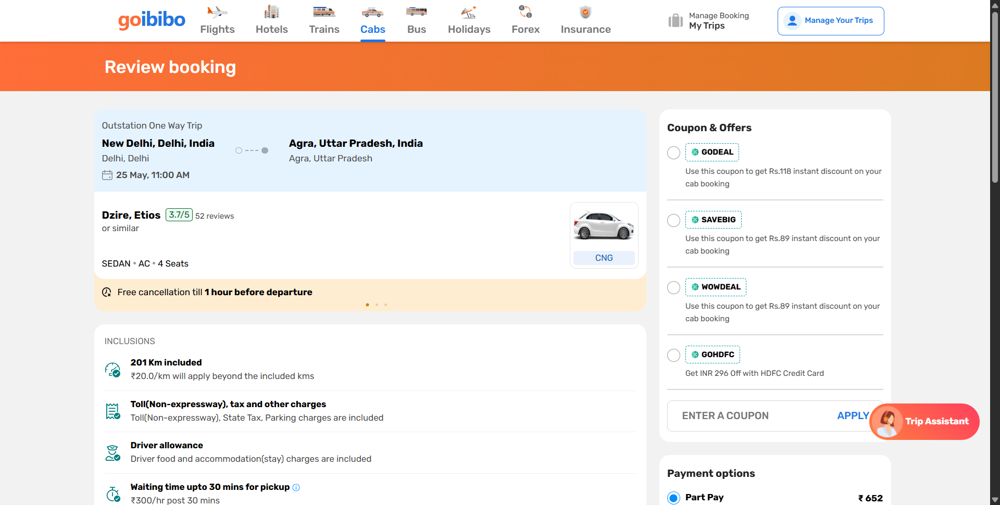 goibibo
Flights
Hotels
Trains
Cabs
Bus
Holidays
Forex
Insurance
Manage Booking
My Trips
Manage Your Trips
Review booking
Outstation One Way Trip
New Delhi, Delhi, India
Delhi, Delhi
25 May, 11:00 AM
Agra, Uttar Pradesh, India
Agra, Uttar Pradesh
Dzire, Etios 3.7/5 52 reviews
or similar
SEDAN • AC • 4 Seats
CNG
Free cancellation till 1 hour before departure
INCLUSIONS
201 Km included
₹20.0/km will apply beyond the included kms
Toll(Non-expressway), tax and other charges
Toll(Non-expressway), State Tax, Parking charges are included
Driver allowance
Driver food and accommodation(stay) charges are included
Waiting time upto 30 mins for pickup
₹300/hr post 30 mins
Coupon & Offers
GODEAL
Use this coupon to get Rs.118 instant discount on your
cab booking
SAVEBIG
Use this coupon to get Rs.89 instant discount on your
cab booking
WOWDEAL
Use this coupon to get Rs.89 instant discount on your
cab booking
GOHDFC
Get INR 296 Off with HDFC Credit Card
ENTER A COUPON APPLY
Trip Assistant
Payment options
Part Pay ₹ 652